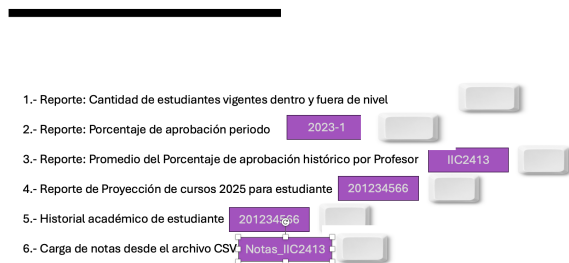 1.- Reporte: Cantidad de estudiantes vigentes dentro y fuera de nivel
2.- Reporte: Porcentaje de aprobación periodo 2023-1
3.- Reporte: Promedio del Porcentaje de aprobación histórico por Profesor IIC2413
4.- Reporte de Proyección de cursos 2025 para estudiante 201234566
5.- Historial académico de estudiante 201234566
6.- Carga de notas desde el archivo CSV Notas_IIC2413